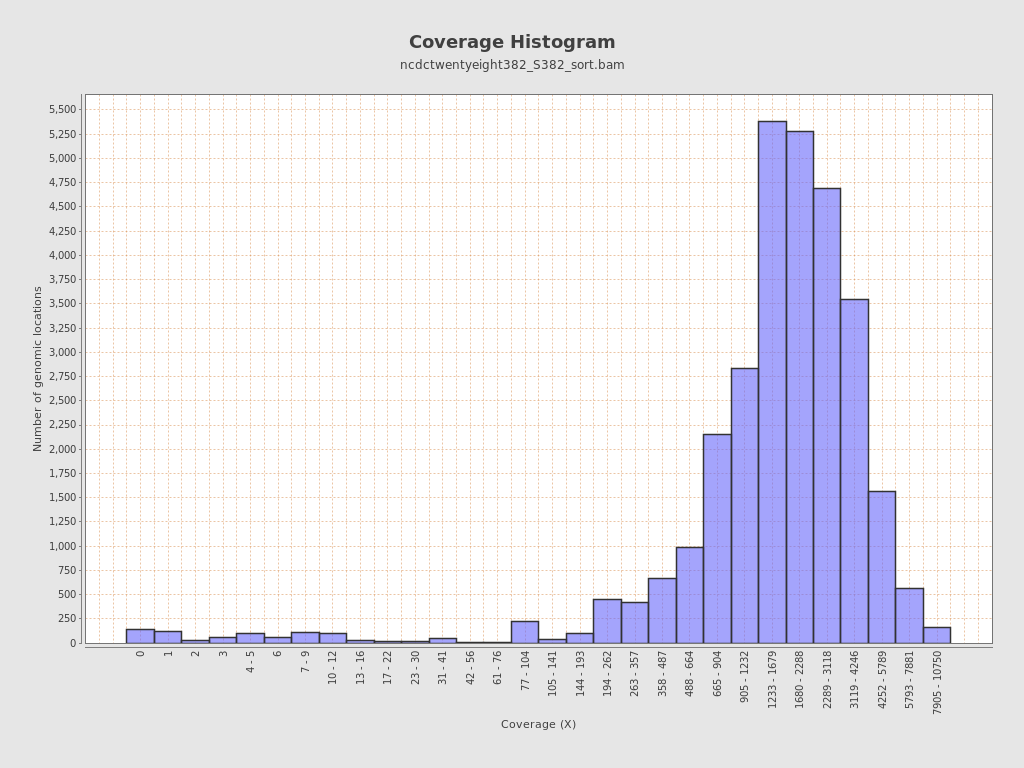 Coverage Histogram
ncdctwentyeight382_S382_sort.bam
Number of genomic locations
5,500
5,250
5,000
4,750
4,500
4,250
4,000
3,750
3,500
3,250
3,000
2,750
2,500
2,250
2,000
1,750
1,500
1,250
1,000
750
500
250
0
0
1
2
3
4 - 5
6
7 - 9
10 - 12
13 - 16
17 - 22
23 - 30
31 - 41
42 - 56
61 - 76
77 - 104
105 - 141
144 - 193
194 - 262
263 - 357
358 - 487
488 - 664
665 - 904
905 - 1232
1233 - 1679
1680 - 2288
2289 - 3118
3119 - 4246
4252 - 5789
5793 - 7881
7905 - 10750
Coverage (X)